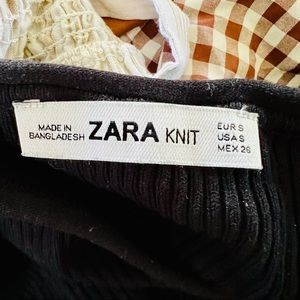 MADE IN
BANGLADESH
ZARA KNIT
EUR S
USA S
MEX 26